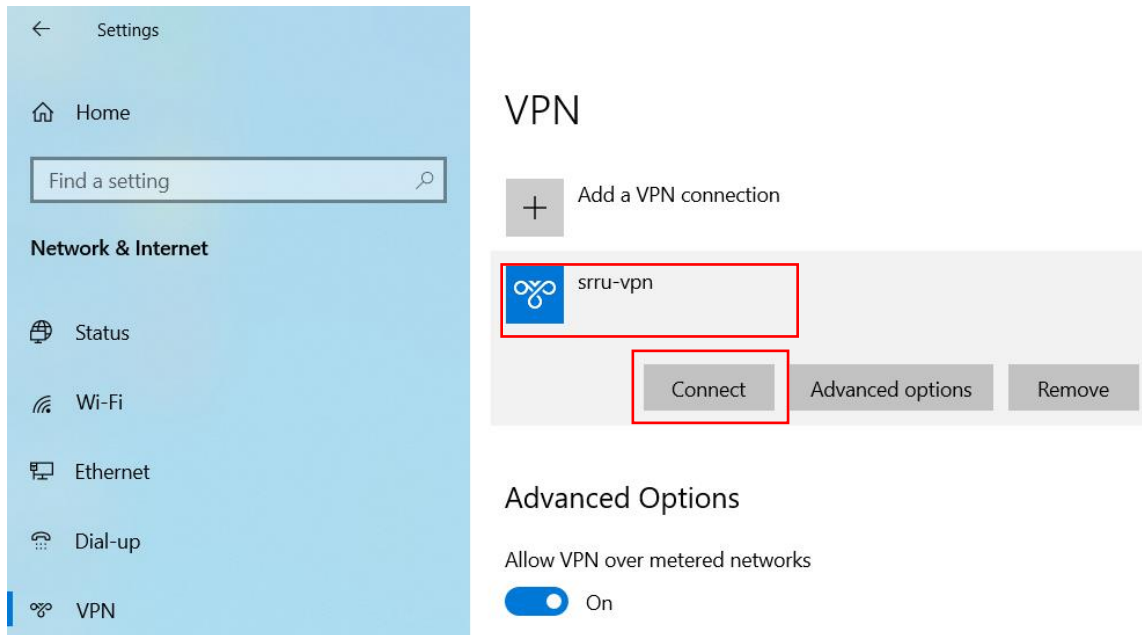 Settings
Home
Find a setting
Network & Internet
Status
Wi-Fi
Ethernet
Dial-up
VPN
VPN
Add a VPN connection
srru-vpn
Connect Advanced options Remove
Advanced Options
Allow VPN over metered networks
On